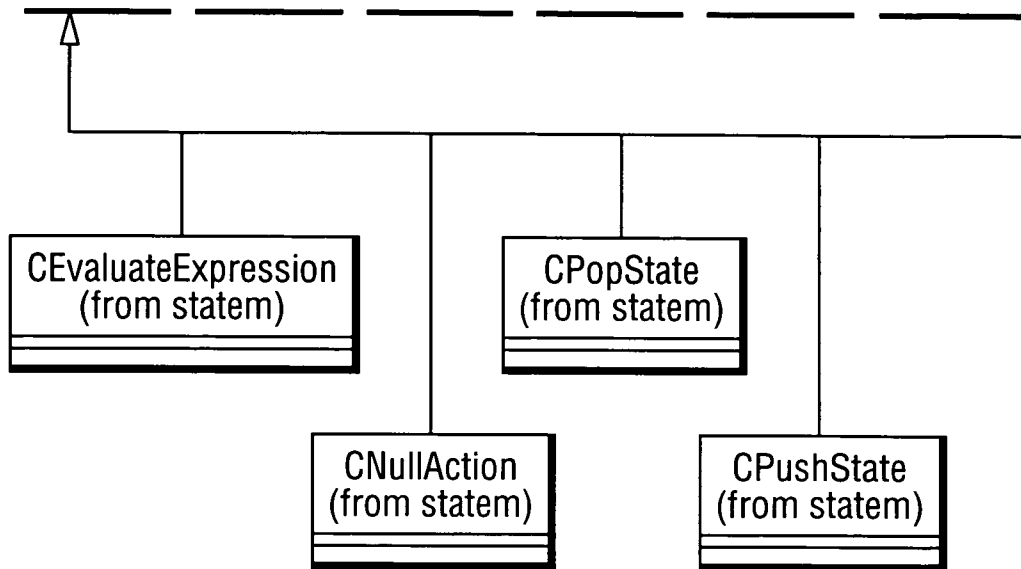 CEvaluateExpression
(from statem)
CPopState
(from statem)
CNullAction
(from statem)
CPushState
(from statem)